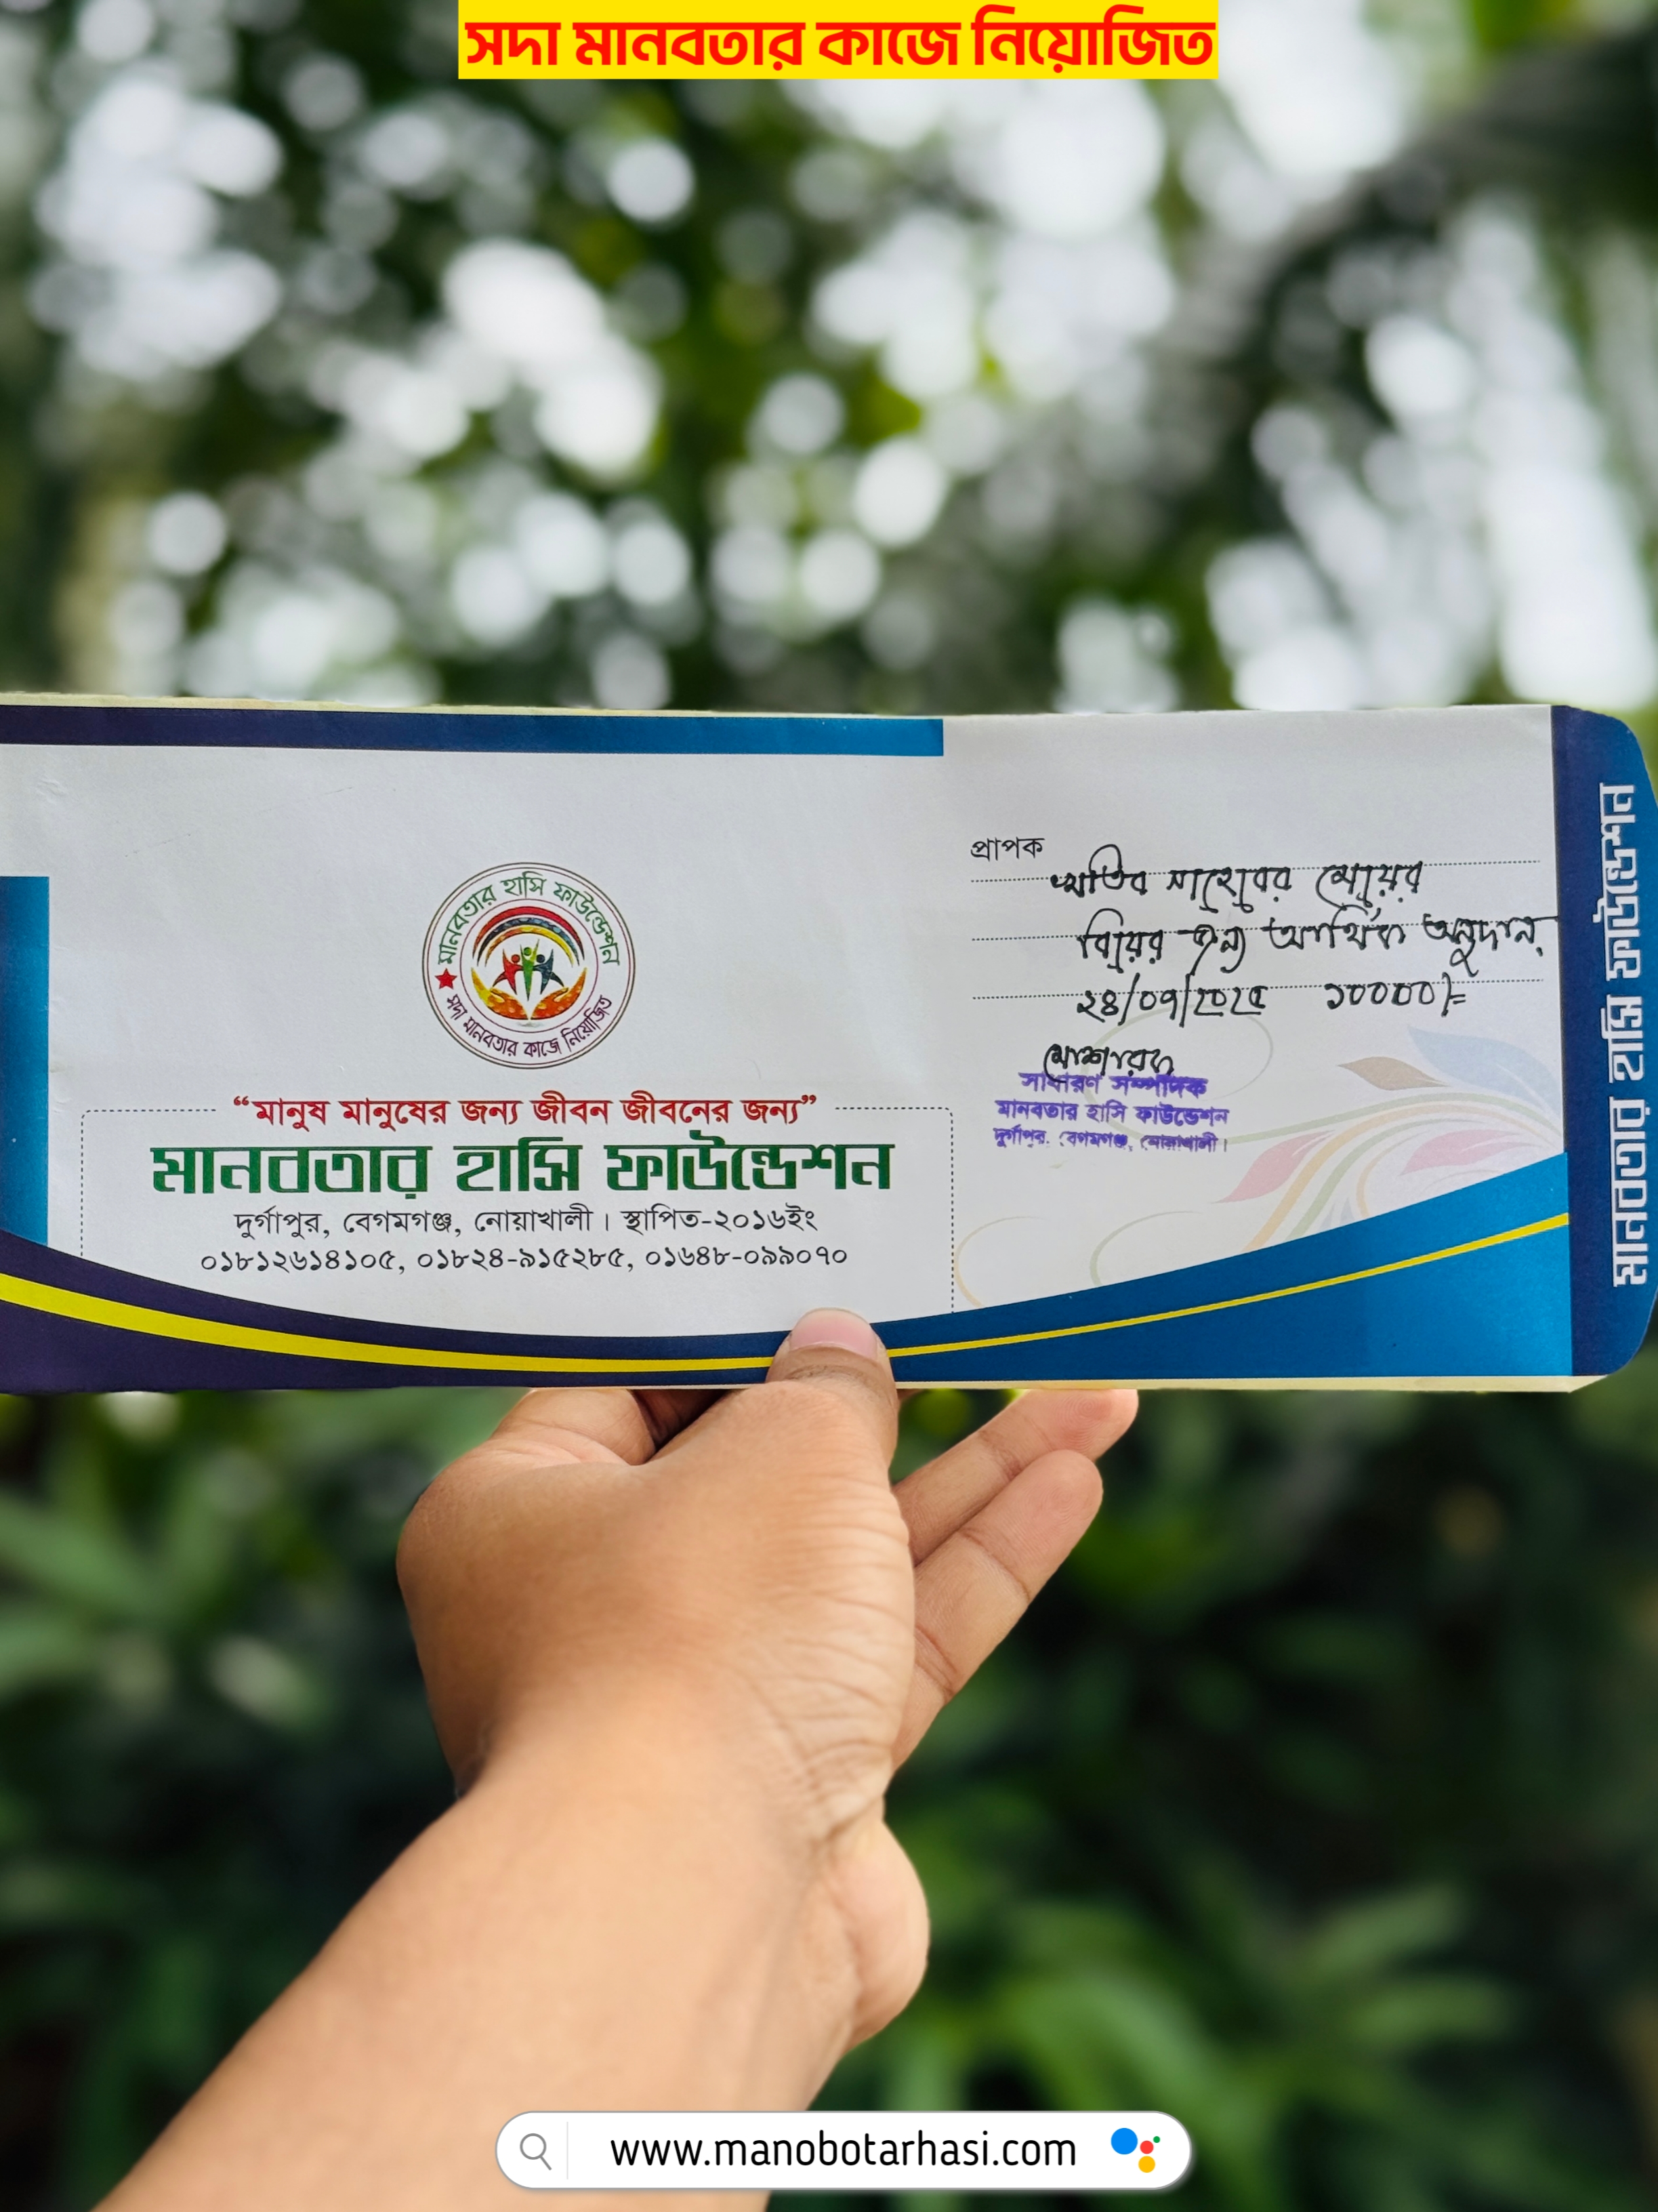 সদা মানবতার কাজে নিয়োজিত
প্রাপক
খতিব সাহেবের মেয়ের
বিয়ের জন্য আর্থিক অনুদান
২৪/০৭/২০২৫ ১০০০০/=
মোশারফ
সাধারণ সম্পাদক
মানবতার হাসি ফাউন্ডেশন
দুর্গাপুর, বেগমগঞ্জ, নোয়াখালী।
মানবতার হাসি ফাউন্ডেশন
সদা মানবতার কাজে নিয়োজিত
“মানুষ মানুষের জন্য জীবন জীবনের জন্য”
মানবতার হাসি ফাউন্ডেশন
দুর্গাপুর, বেগমগঞ্জ, নোয়াখালী। স্থাপিত-২০১৬ইং
০১৮১২৬১৪১০৫, ০১৮২৪-৯১৫২৮৫, ০১৬৪৮-০৯৯০৭০
মানবতার হাসি ফাউন্ডেশন
www.manobotarhasi.com